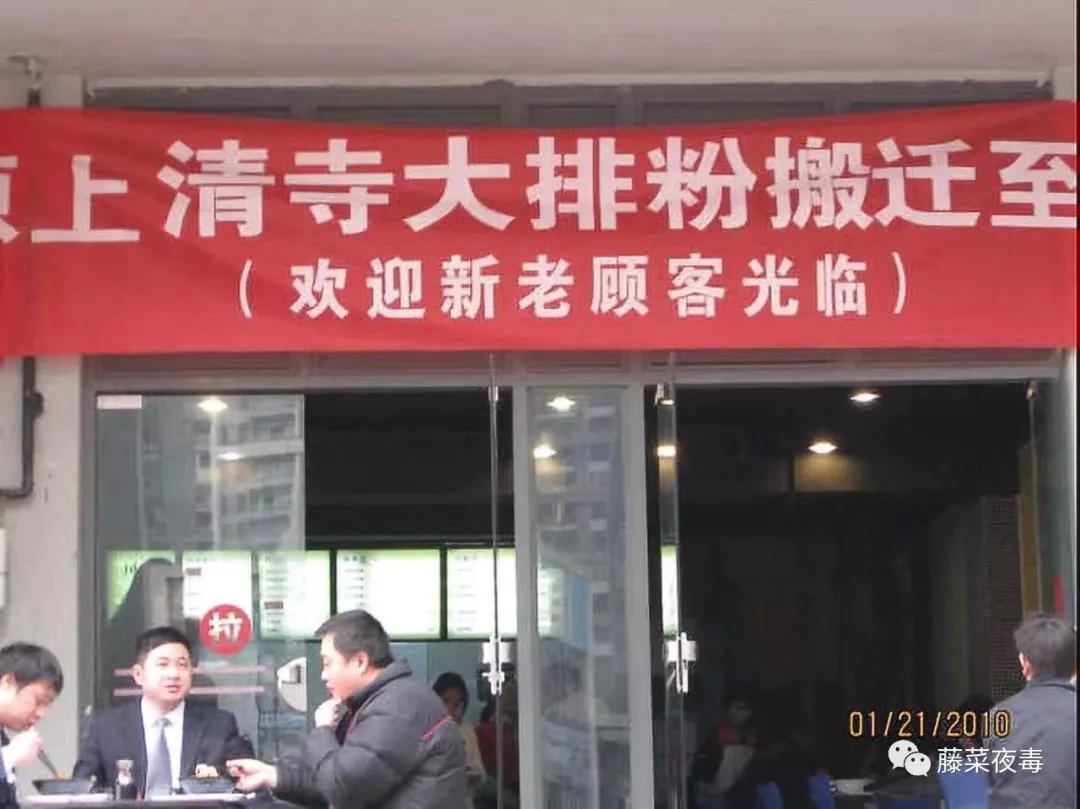 上清寺大排粉搬迁至
（欢迎新老顾客光临）
拉
01/21/2010
藤菜夜毒